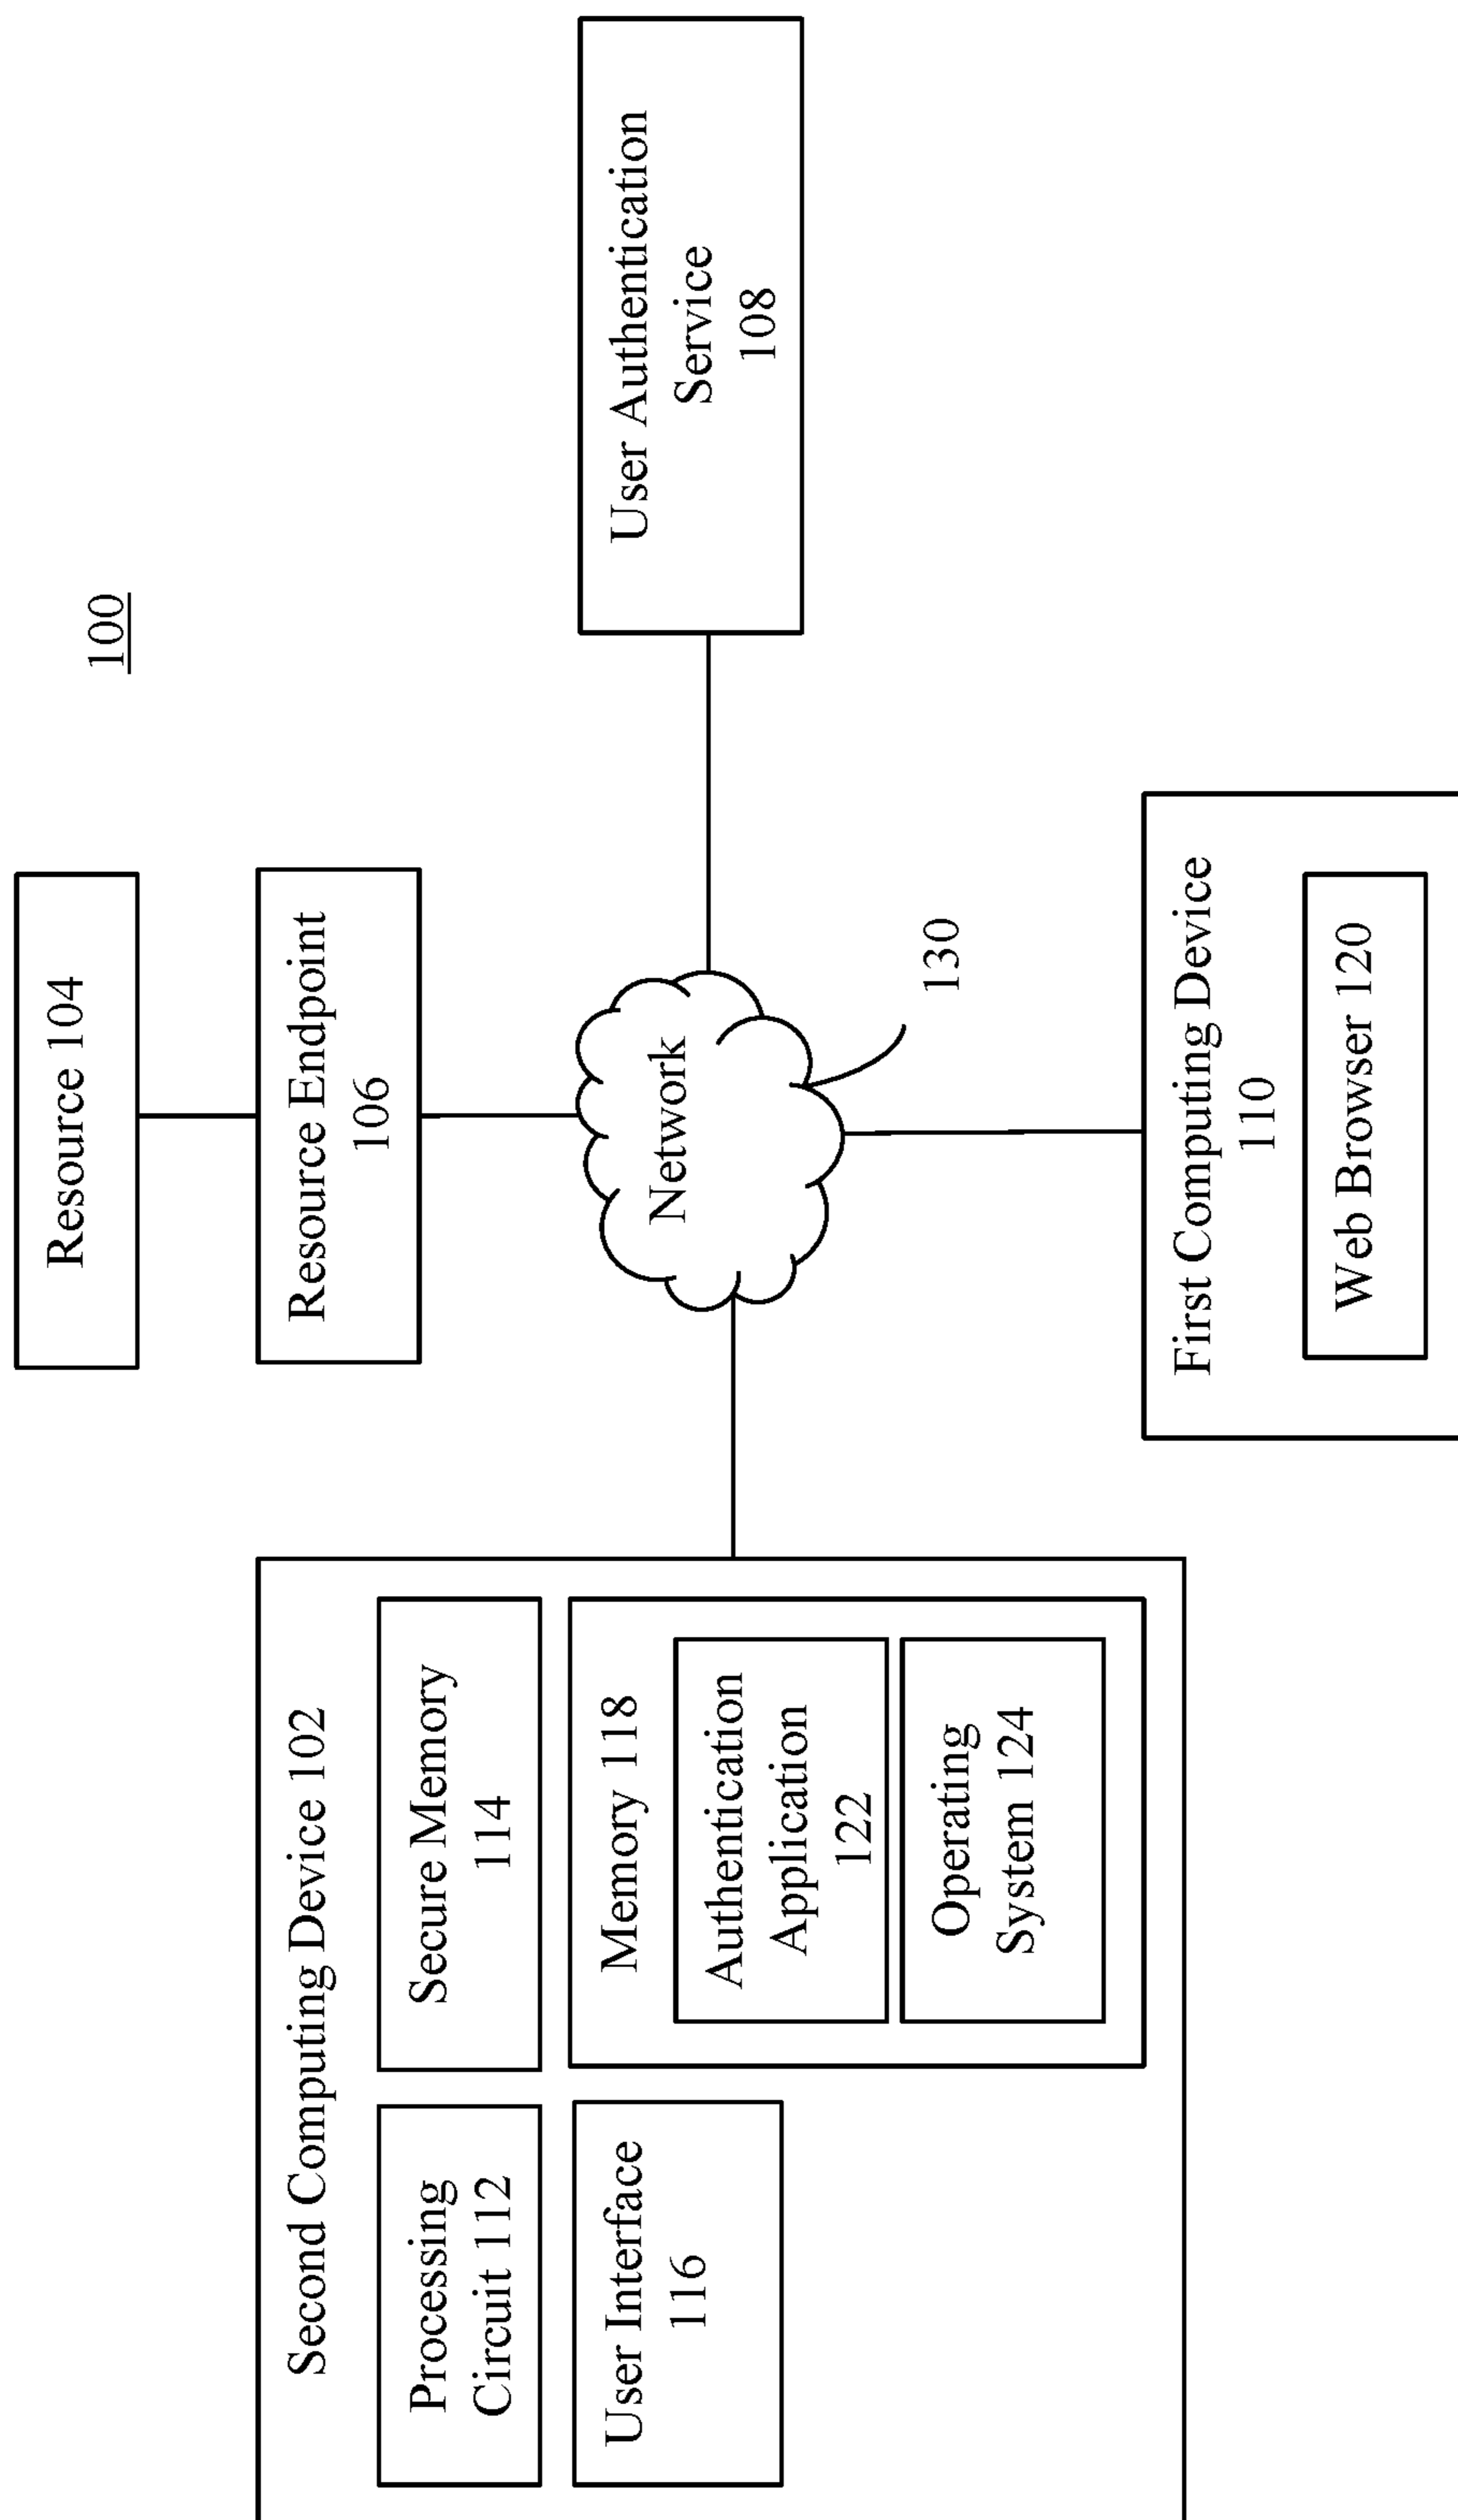 100
Resource 104
Resource Endpoint
106
Second Computing Device 102
Processing
Circuit 112
Secure Memory
114
User Interface
116
Memory 118
Authentication
Application
122
Operating
System 124
Network
130
User Authentication
Service
108
First Computing Device
110
Web Browser 120